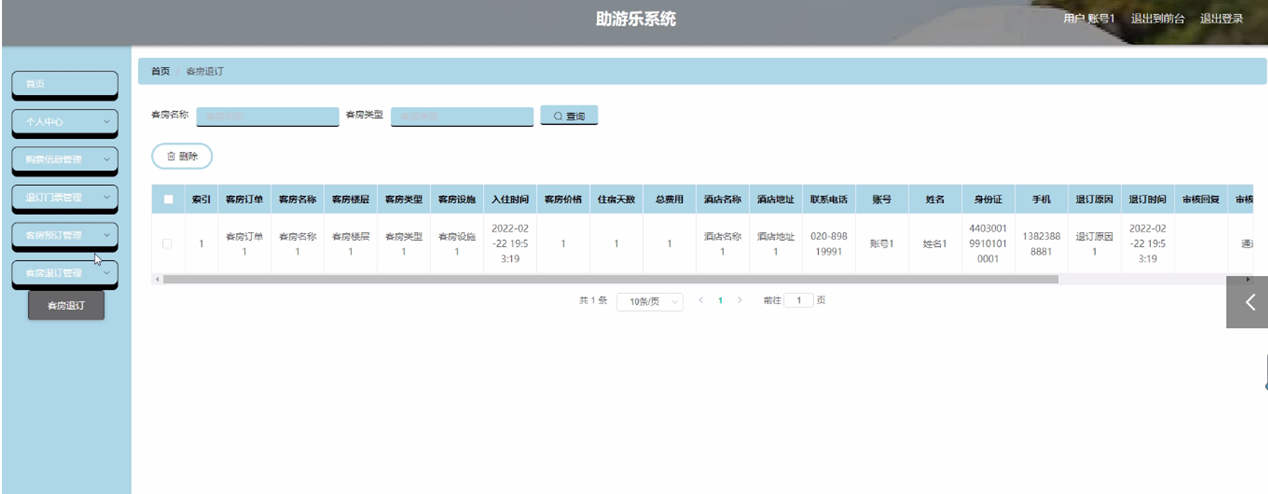 助游乐系统
用户 账号1 退出到前台 退出登录
首页
个人中心
购票信息管理
退订门票管理
客房预订管理
客房退订管理
客房退订
首页 / 客房退订
客房名称 客房类型 查询
删除
索引 客房订单 客房名称 客房楼层 客房类型 客房设施 入住时间 客房价格 住宿天数 总费用 酒店名称 酒店地址 联系电话 账号 姓名 身份证 手机 退订原因 退订时间 审核回复 审核
1 客房订单1 客房名称1 客房楼层1 客房类型1 客房设施1 2022-02-22 19:53:19 1 1 1 酒店名称1 酒店地址1 020-89819991 账号1 姓名1 440300199101010001 13823888881 退订原因1 2022-02-22 19:53:19
共 1 条 10条/页 1 前往 1 页